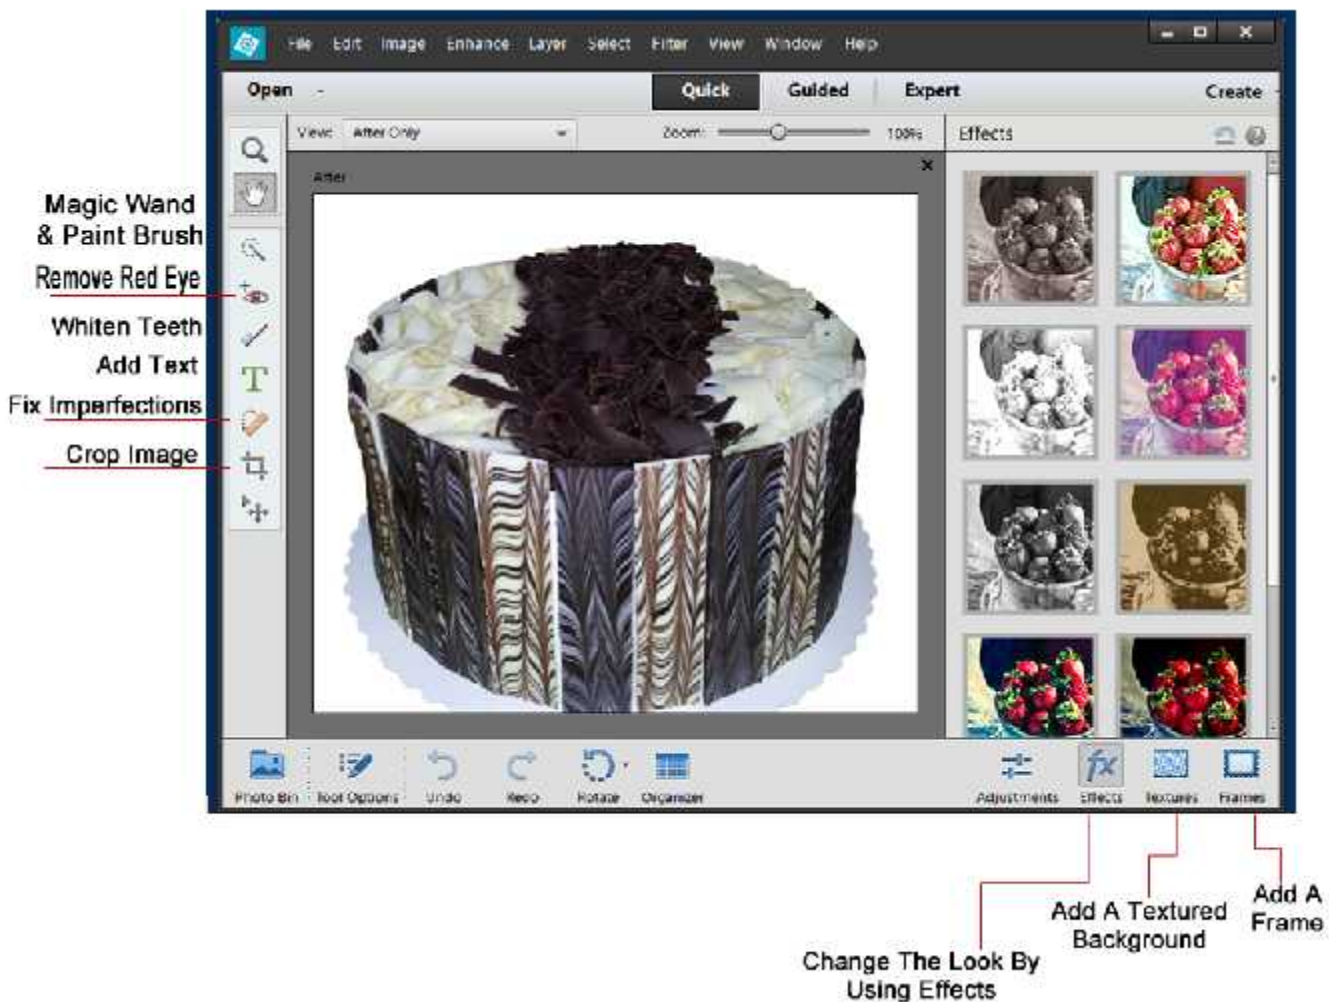 File Edit Image Enhance Layer Select Filter View Window Help
Open Quick Guided Expert Create
View: After Only Zoom: 100% Effects
After
Magic Wand
& Paint Brush
Remove Red Eye
Whiten Teeth
Add Text
T
Fix Imperfections
Crop Image
fx
Photo Bin Tool Options Undo Redo Rotate Organizer Adjustments Effects Textures Frames
Add A
Frame
Add A Textured
Background
Change The Look By
Using Effects